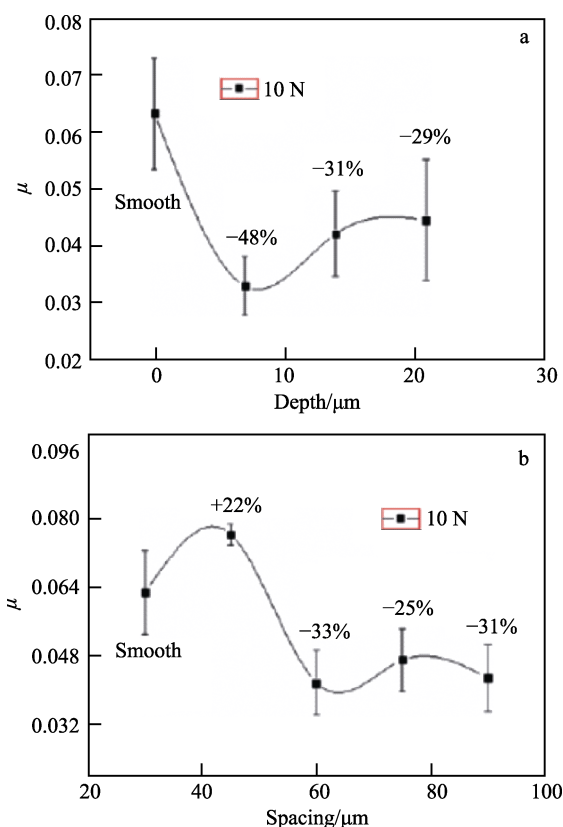 0.08
a
0.07
10 N
0.06
−29%
−31%
0.05
μ
Smooth
−48%
0.04
0.03
0.02
0
10
20
30
Depth/μm
0.096
b
0.080
+22%
10 N
0.064
μ
−33%
−25%
−31%
Smooth
0.048
0.032
20
40
60
80
100
Spacing/μm